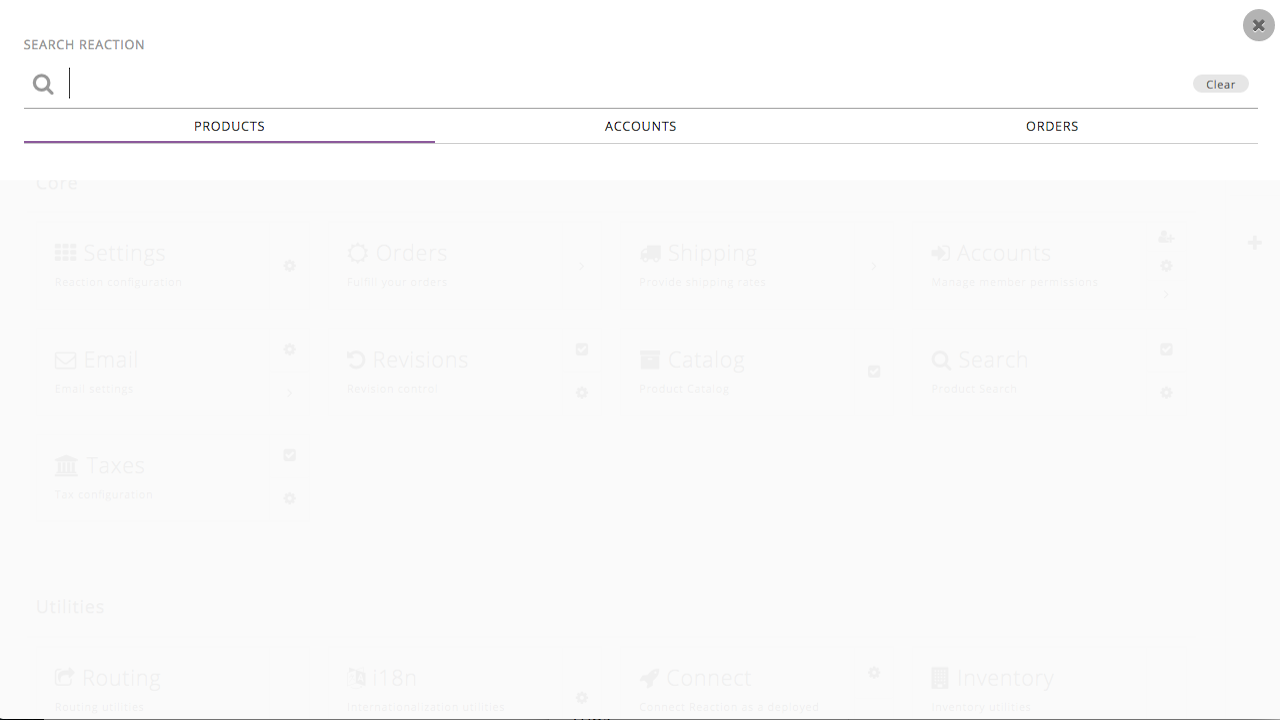 SEARCH REACTION
Clear
PRODUCTS ACCOUNTS ORDERS
Core
Settings Orders Shipping Accounts
Reaction configuration Fulfill your orders Provide shipping rates Manage member permissions
Email Revisions Catalog Search
Email settings Revision control Product Catalog Product Search
Taxes
Tax configuration
Utilities
Routing i18n Connect Inventory
Routing utilities Internationalization utilities Connect Reaction as a deployed Inventory utilities